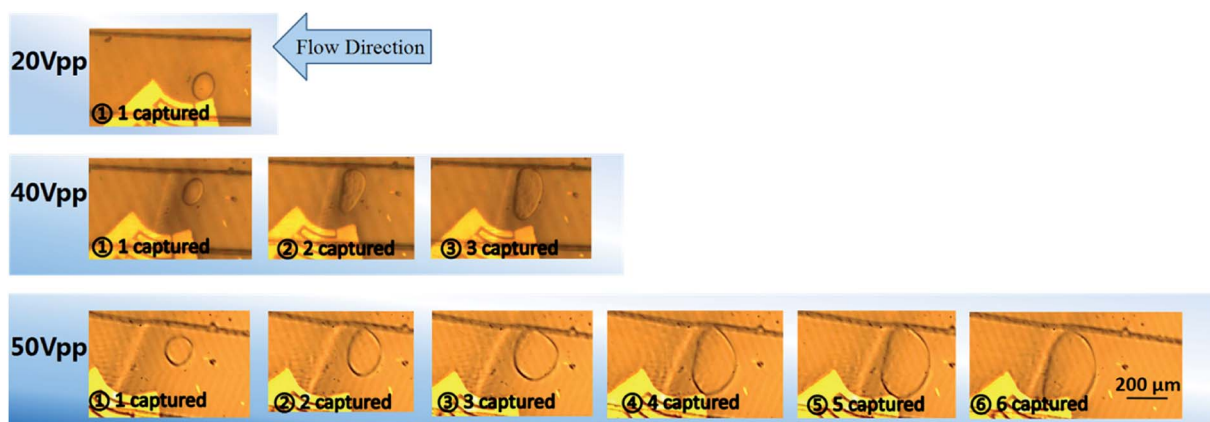 20Vpp
① 1 captured
Flow Direction
40Vpp
① 1 captured
② 2 captured
③ 3 captured
50Vpp
① 1 captured
② 2 captured
③ 3 captured
④ 4 captured
⑤ 5 captured
⑥ 6 captured
200 μm